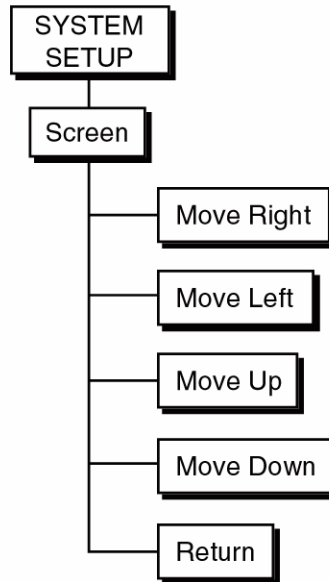 SYSTEM
SETUP
Screen
Move Right
Move Left
Move Up
Move Down
Return